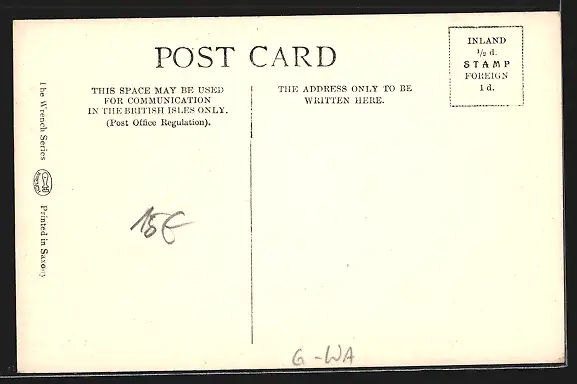 POST CARD
INLAND
½ d.
STAMP
FOREIGN
1 d.
THIS SPACE MAY BE USED
FOR COMMUNICATION
IN THE BRITISH ISLES ONLY.
(Post Office Regulation).
THE ADDRESS ONLY TO BE
WRITTEN HERE.
The Wrench Series
Printed in Saxony
15€
G-WA